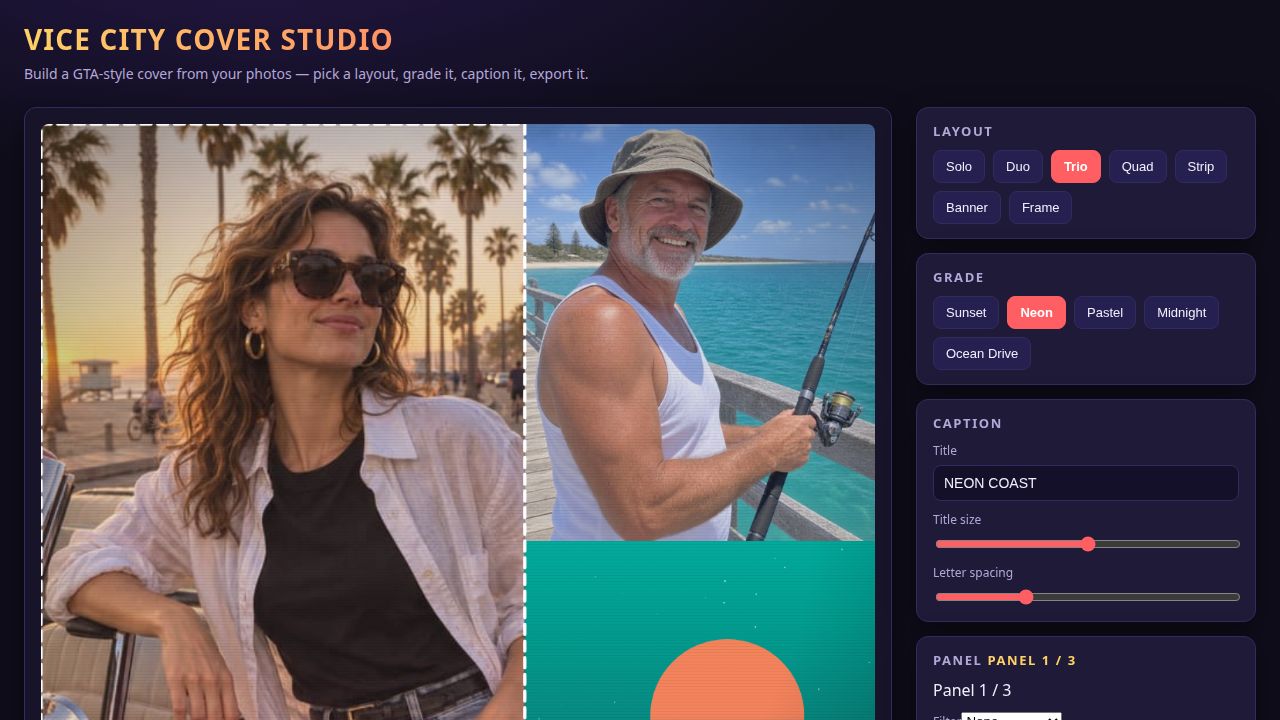 VICE CITY COVER STUDIO
Build a GTA-style cover from your photos — pick a layout, grade it, caption it, export it.
LAYOUT
Solo Duo Trio Quad Strip
Banner Frame
GRADE
Sunset Neon Pastel Midnight
Ocean Drive
CAPTION
Title
NEON COAST
Title size
Letter spacing
PANEL PANEL 1 / 3
Panel 1 / 3
Filter None